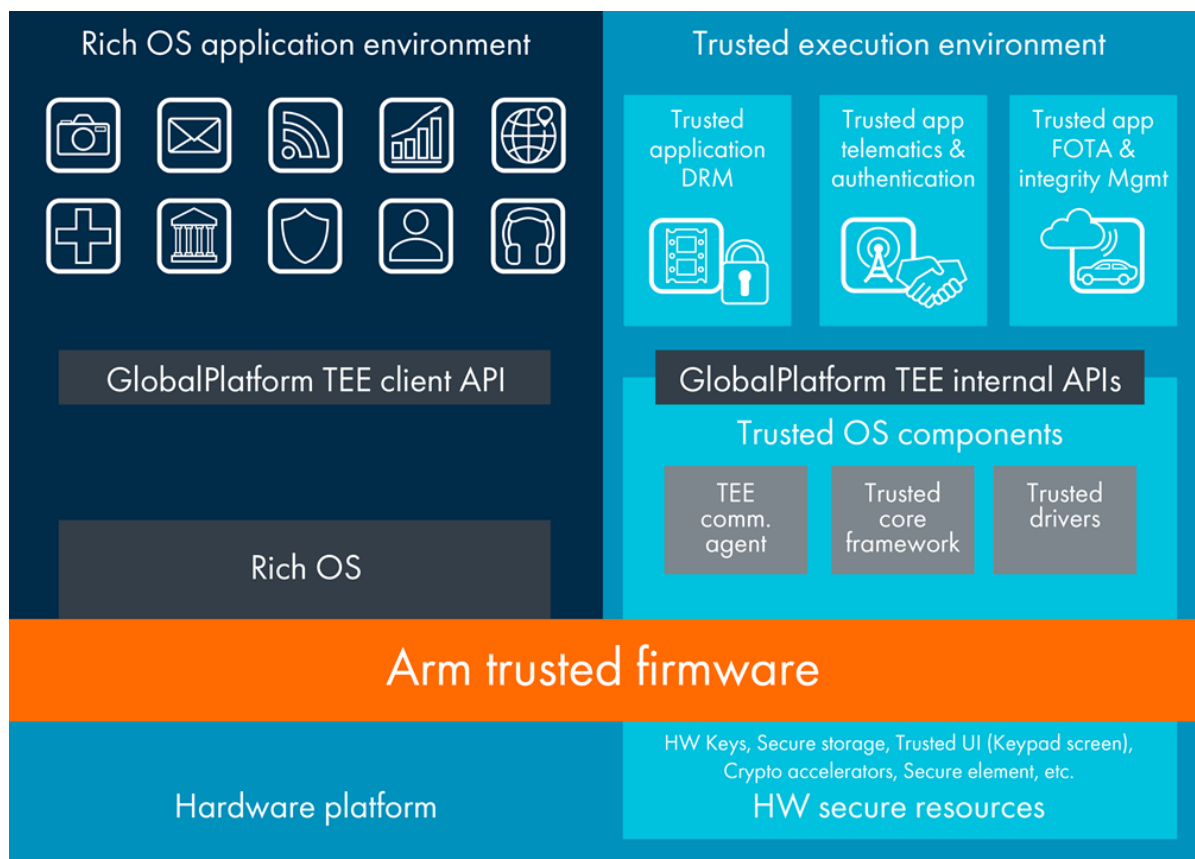 Rich OS application environment
Trusted execution environment
Trusted
application
DRM
Trusted app
telematics &
authentication
Trusted app
FOTA &
integrity Mgmt
GlobalPlatform TEE client API
GlobalPlatform TEE internal APIs
Trusted OS components
TEE
comm.
agent
Trusted
core
framework
Trusted
drivers
Rich OS
Arm trusted firmware
HW Keys, Secure storage, Trusted UI (Keypad screen),
Crypto accelerators, Secure element, etc.
Hardware platform
HW secure resources